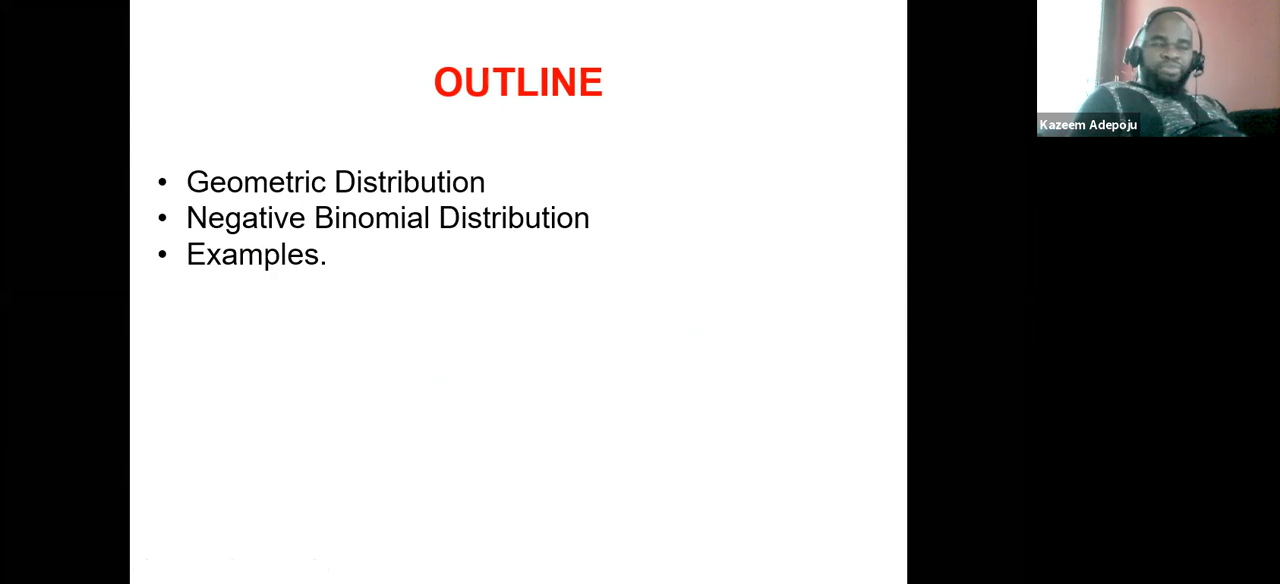 OUTLINE
• Geometric Distribution
• Negative Binomial Distribution
• Examples.
Kazeem Adepoju